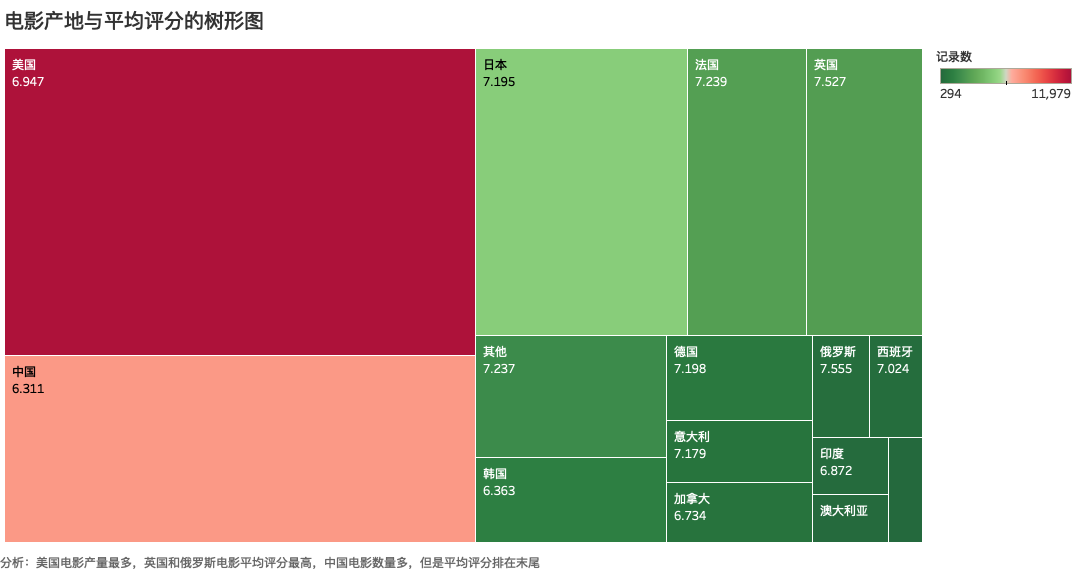 电影产地与平均评分的树形图
美国
6.947
日本
7.195
法国
7.239
英国
7.527
记录数
294
11,979
中国
6.311
其他
7.237
德国
7.198
俄罗斯
7.555
西班牙
7.024
意大利
7.179
印度
6.872
韩国
6.363
加拿大
6.734
澳大利亚
分析：美国电影产量最多，英国和俄罗斯电影平均评分最高，中国电影数量多，但是平均评分排在末尾